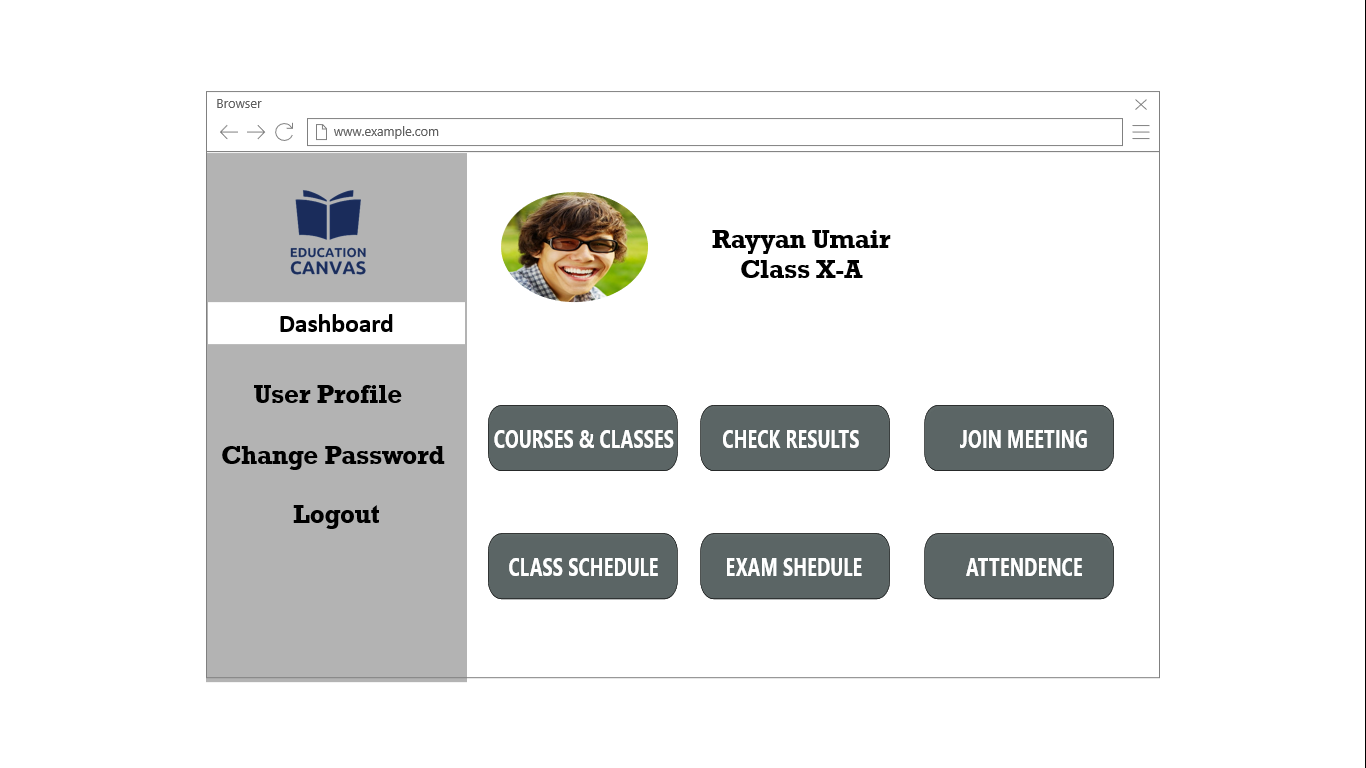 Browser
www.example.com
EDUCATION
CANVAS
Dashboard
User Profile
Change Password
Logout
Rayyan Umair
Class X-A
COURSES & CLASSES
CHECK RESULTS
JOIN MEETING
CLASS SCHEDULE
EXAM SHEDULE
ATTENDENCE